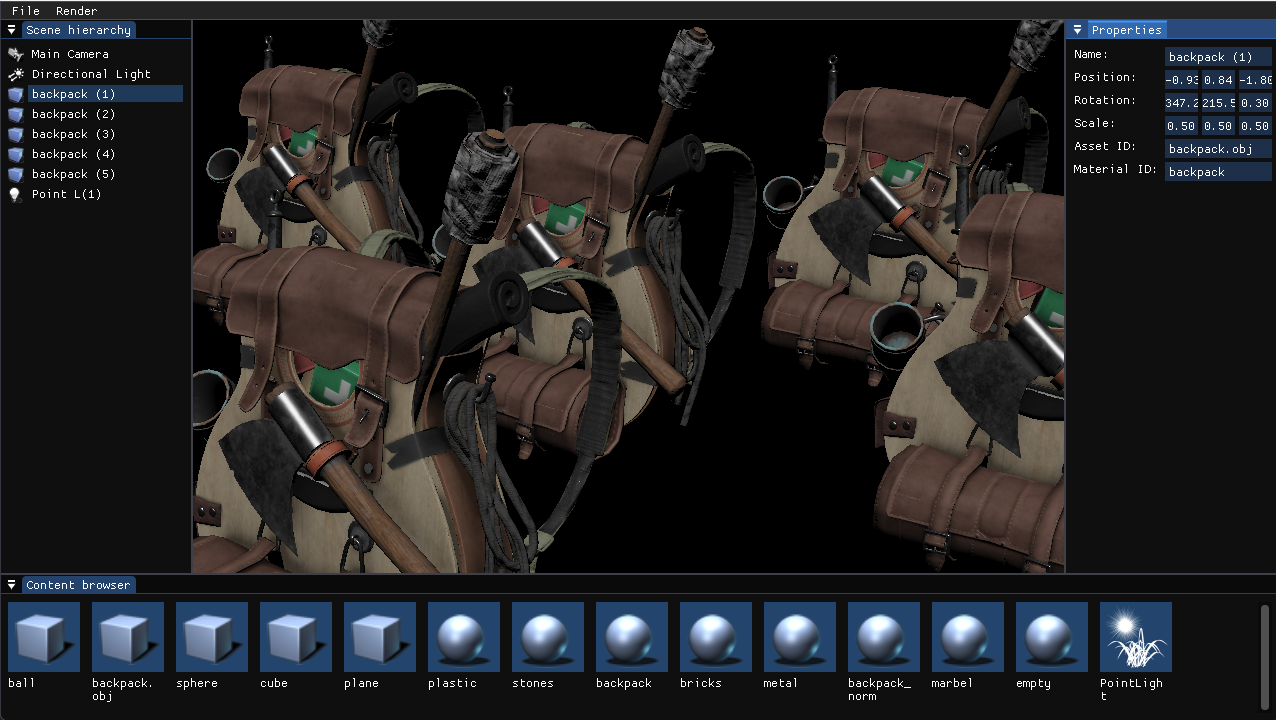 File Render
Scene hierarchy
Main Camera
Directional Light
backpack (1)
backpack (2)
backpack (3)
backpack (4)
backpack (5)
Point L(1)
Properties
Name: backpack (1)
Position: -0.93 0.84 -1.80
Rotation: 347.2 215.5 0.30
Scale: 0.50 0.50 0.50
Asset ID: backpack.obj
Material ID: backpack
Content browser
ball
backpack.
obj
sphere
cube
plane
plastic
stones
backpack
bricks
metal
backpack_
norm
marbel
empty
PointLigh
t